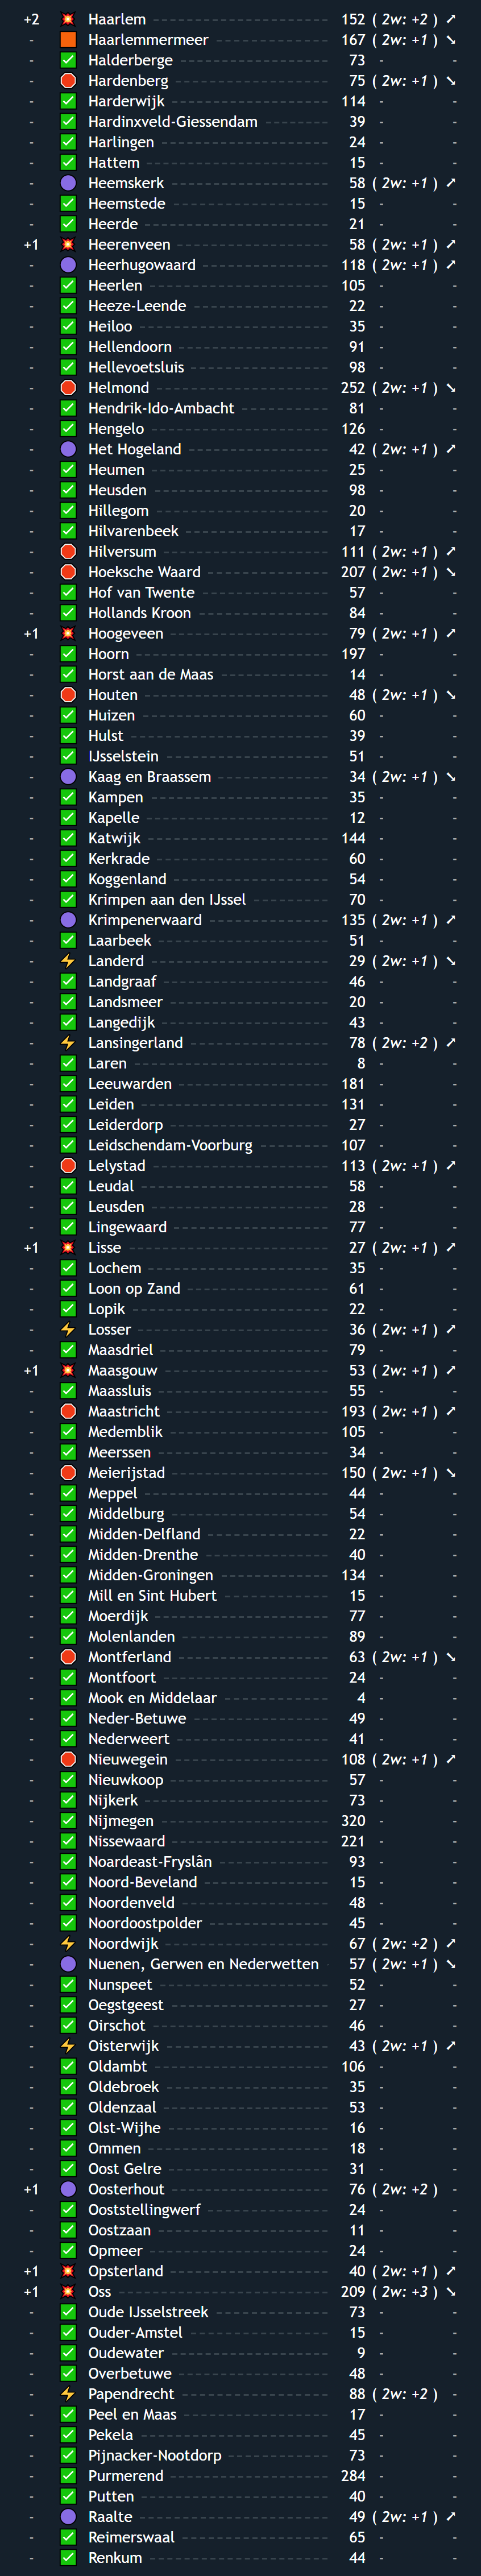 +2 Haarlem 152 ( 2w: +2 ) ↗
- Haarlemmermeer 167 ( 2w: +1 ) ↘
- Halderberge 73 - -
- Hardenberg 75 ( 2w: +1 ) ↘
- Harderwijk 114 - -
- Hardinxveld-Giessendam 39 - -
- Harlingen 24 - -
- Hattem 15 - -
- Heemskerk 58 ( 2w: +1 ) ↗
- Heemstede 15 - -
- Heerde 21 - -
+1 Heerenveen 58 ( 2w: +1 ) ↗
- Heerhugowaard 118 ( 2w: +1 ) ↗
- Heerlen 105 - -
- Heeze-Leende 22 - -
- Heiloo 35 - -
- Hellendoorn 91 - -
- Hellevoetsluis 98 - -
- Helmond 252 ( 2w: +1 ) ↘
- Hendrik-Ido-Ambacht 81 - -
- Hengelo 126 - -
- Het Hogeland 42 ( 2w: +1 ) ↗
- Heumen 25 - -
- Heusden 98 - -
- Hillegom 20 - -
- Hilvarenbeek 17 - -
- Hilversum 111 ( 2w: +1 ) ↗
- Hoeksche Waard 207 ( 2w: +1 ) ↘
- Hof van Twente 57 - -
- Hollands Kroon 84 - -
+1 Hoogeveen 79 ( 2w: +1 ) ↗
- Hoorn 197 - -
- Horst aan de Maas 14 - -
- Houten 48 ( 2w: +1 ) ↘
- Huizen 60 - -
- Hulst 39 - -
- IJsselstein 51 - -
- Kaag en Braassem 34 ( 2w: +1 ) ↘
- Kampen 35 - -
- Kapelle 12 - -
- Katwijk 144 - -
- Kerkrade 60 - -
- Koggenland 54 - -
- Krimpen aan den IJssel 70 - -
- Krimpenerwaard 135 ( 2w: +1 ) ↗
- Laarbeek 51 - -
- Landerd 29 ( 2w: +1 ) ↘
- Landgraaf 46 - -
- Landsmeer 20 - -
- Langedijk 43 - -
- Lansingerland 78 ( 2w: +2 ) ↗
- Laren 8 - -
- Leeuwarden 181 - -
- Leiden 131 - -
- Leiderdorp 27 - -
- Leidschendam-Voorburg 107 - -
- Lelystad 113 ( 2w: +1 ) ↗
- Leudal 58 - -
- Leusden 28 - -
- Lingewaard 77 - -
+1 Lisse 27 ( 2w: +1 ) ↗
- Lochem 35 - -
- Loon op Zand 61 - -
- Lopik 22 - -
- Losser 36 ( 2w: +1 ) ↗
- Maasdriel 79 - -
+1 Maasgouw 53 ( 2w: +1 ) ↗
- Maassluis 55 - -
- Maastricht 193 ( 2w: +1 ) ↗
- Medemblik 105 - -
- Meerssen 34 - -
- Meierijstad 150 ( 2w: +1 ) ↘
- Meppel 44 - -
- Middelburg 54 - -
- Midden-Delfland 22 - -
- Midden-Drenthe 40 - -
- Midden-Groningen 134 - -
- Mill en Sint Hubert 15 - -
- Moerdijk 77 - -
- Molenlanden 89 - -
- Montferland 63 ( 2w: +1 ) ↘
- Montfoort 24 - -
- Mook en Middelaar 4 - -
- Neder-Betuwe 49 - -
- Nederweert 41 - -
- Nieuwegein 108 ( 2w: +1 ) ↗
- Nieuwkoop 57 - -
- Nijkerk 73 - -
- Nijmegen 320 - -
- Nissewaard 221 - -
- Noardeast-Fryslân 93 - -
- Noord-Beveland 15 - -
- Noordenveld 48 - -
- Noordoostpolder 45 - -
- Noordwijk 67 ( 2w: +2 ) ↗
- Nuenen, Gerwen en Nederwetten 57 ( 2w: +1 ) ↘
- Nunspeet 52 - -
- Oegstgeest 27 - -
- Oirschot 46 - -
- Oisterwijk 43 ( 2w: +1 ) ↗
- Oldambt 106 - -
- Oldebroek 35 - -
- Oldenzaal 53 - -
- Olst-Wijhe 16 - -
- Ommen 18 - -
- Oost Gelre 31 - -
+1 Oosterhout 76 ( 2w: +2 ) -
- Ooststellingwerf 24 - -
- Oostzaan 11 - -
- Opmeer 24 - -
+1 Opsterland 40 ( 2w: +1 ) ↗
+1 Oss 209 ( 2w: +3 ) ↘
- Oude IJsselstreek 73 - -
- Ouder-Amstel 15 - -
- Oudewater 9 - -
- Overbetuwe 48 - -
- Papendrecht 88 ( 2w: +2 ) -
- Peel en Maas 17 - -
- Pekela 45 - -
- Pijnacker-Nootdorp 73 - -
- Purmerend 284 - -
- Putten 40 - -
- Raalte 49 ( 2w: +1 ) ↗
- Reimerswaal 65 - -
- Renkum 44 - -